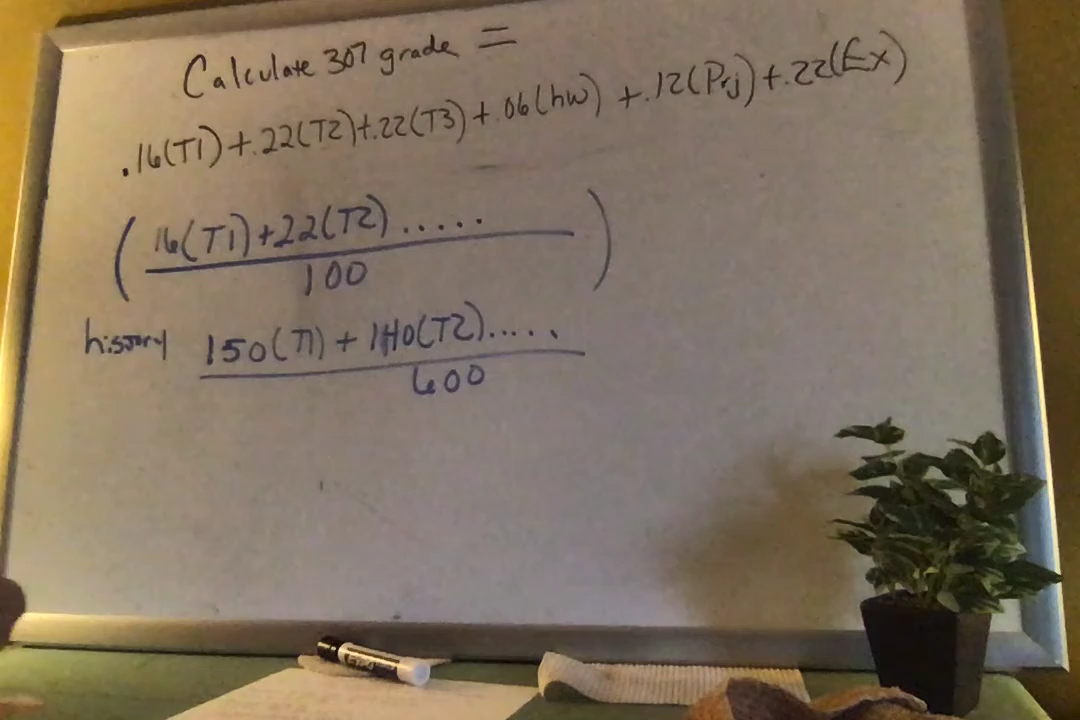 Calculate 307 grade =
.16(T1)+.22(T2)+.22(T3)+.06(hw)+.12(Prj)+.22(Ex)
(16(T1)+22(T2).....)
100
history 150(T1)+140(T2).....
600